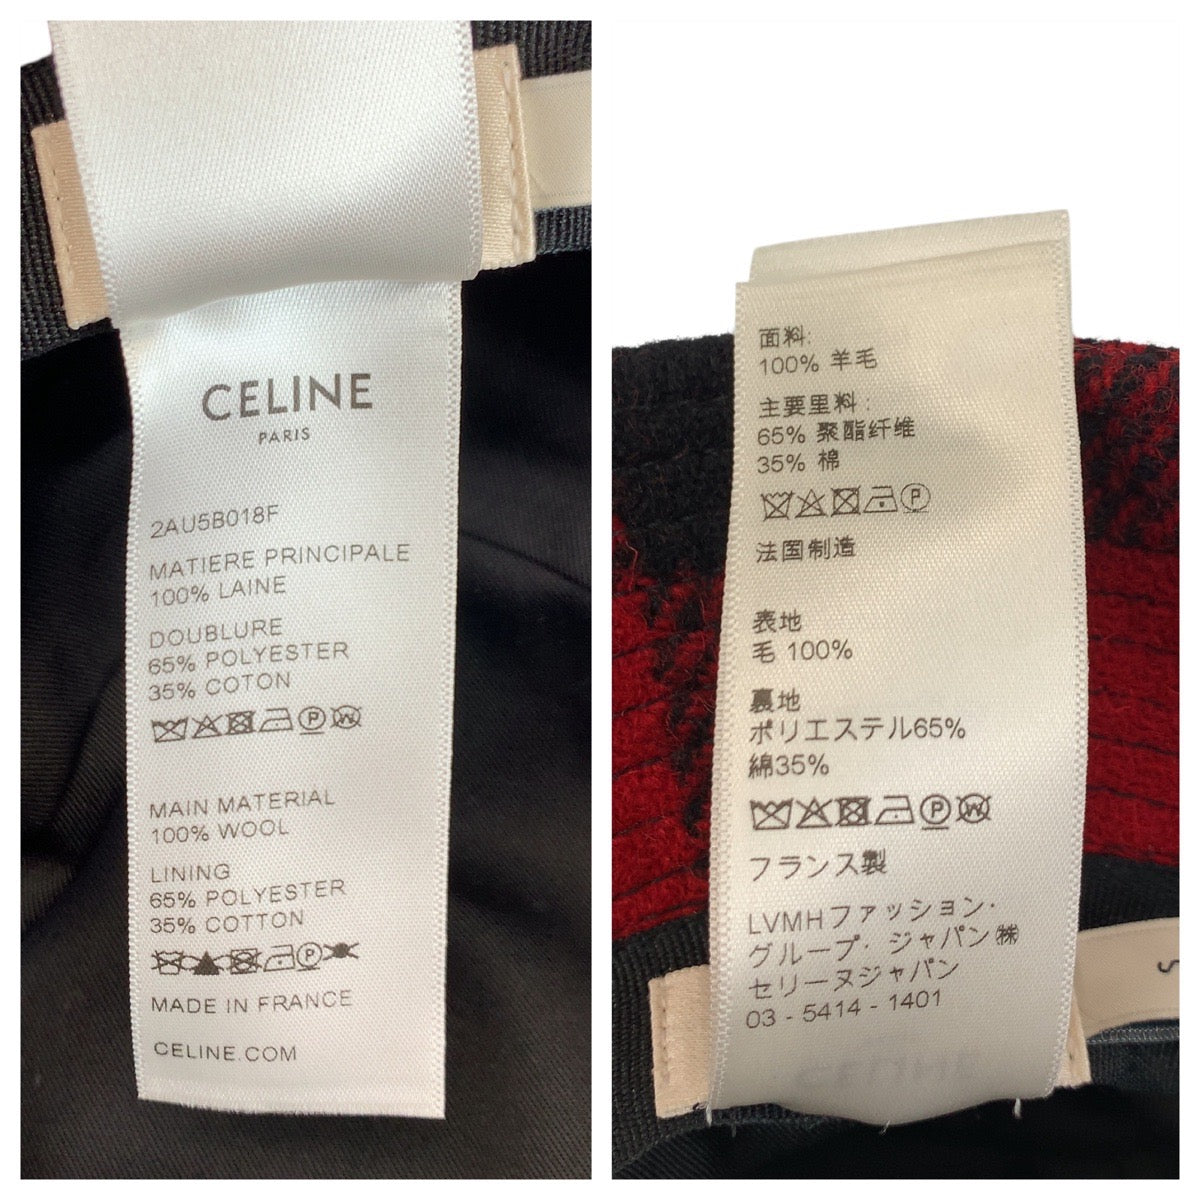 CELINE
PARIS
2AU5B018F
MATIERE PRINCIPALE
100% LAINE
DOUBLURE
65% POLYESTER
35% COTON
MAIN MATERIAL
100% WOOL
LINING
65% POLYESTER
35% COTTON
MADE IN FRANCE
CELINE.COM
面料:
100% 羊毛
主要里料:
65% 聚酯纤维
35% 棉
法国制造
表地
毛 100%
裏地
ポリエステル65%
綿35%
フランス製
LVMHファッション・
グループ・ジャパン㈱
セリーヌジャパン
03 - 5414 - 1401
S